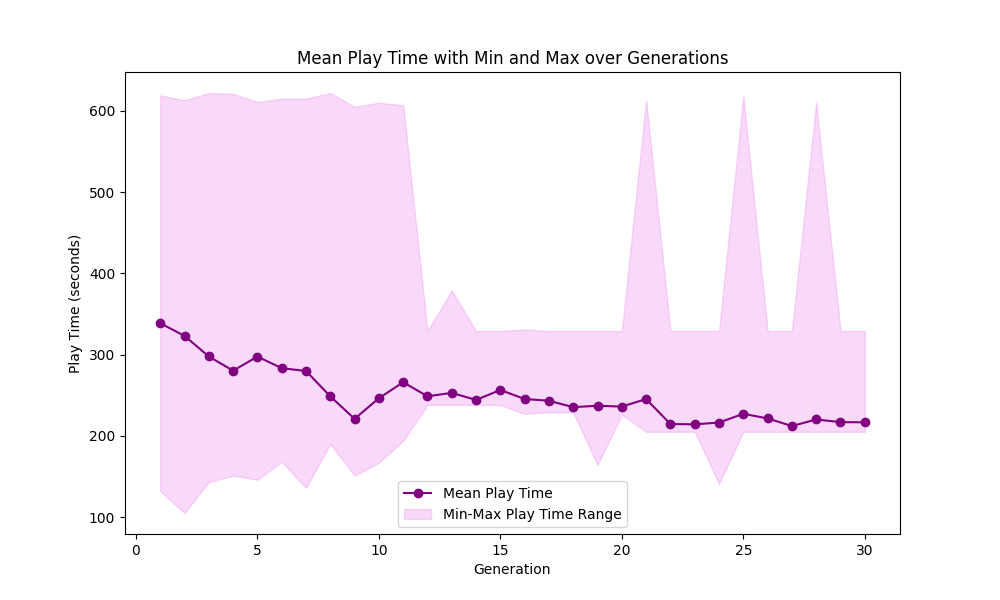 Mean Play Time with Min and Max over Generations
Play Time (seconds)
600
500
400
300
200
100
0
5
10
15
20
25
30
Generation
Mean Play Time
Min-Max Play Time Range